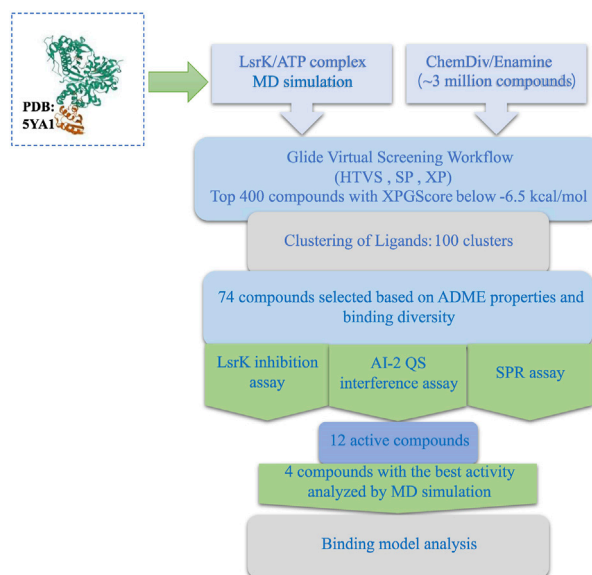 PDB:
5YA1
LsrK/ATP complex
MD simulation
ChemDiv/Enamine
(~3 million compounds)
Glide Virtual Screening Workflow
(HTVS , SP , XP)
Top 400 compounds with XPGScore below -6.5 kcal/mol
Clustering of Ligands: 100 clusters
74 compounds selected based on ADME properties and
binding diversity
LsrK inhibition
assay
AI-2 QS
interference assay
SPR assay
12 active compounds
4 compounds with the best activity
analyzed by MD simulation
Binding model analysis